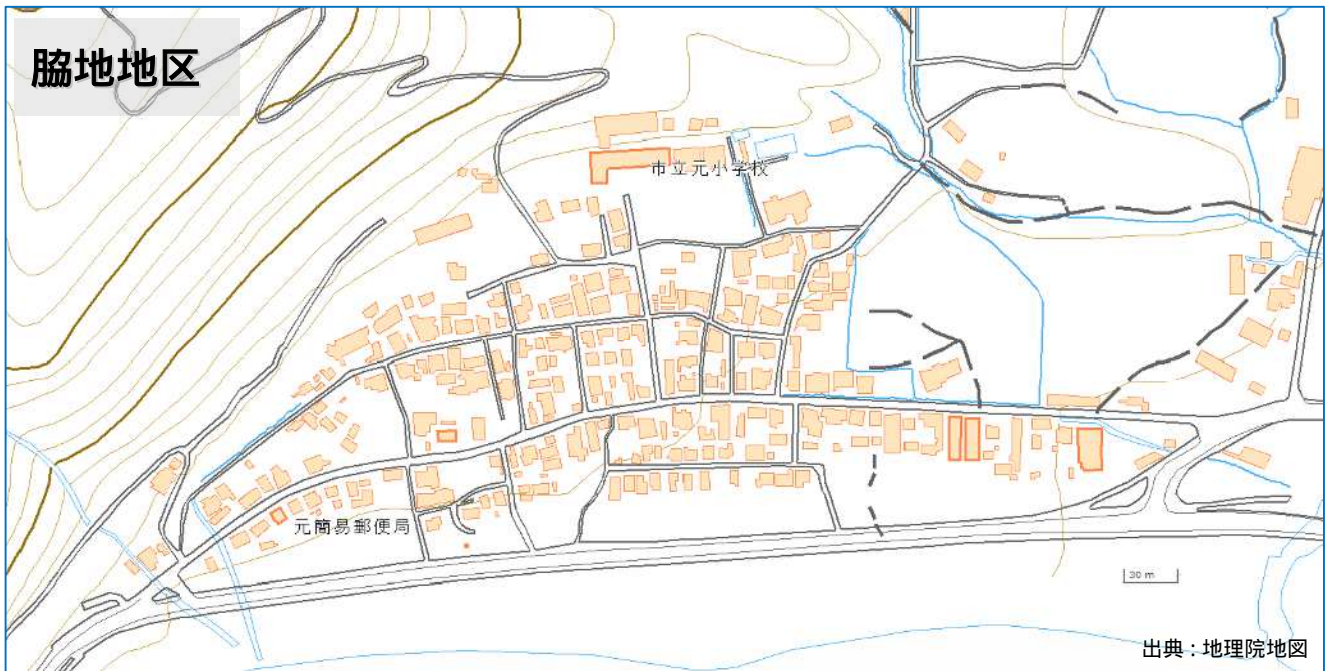 脇地地区
市立元小学校
元簡易郵便局
30 m
出典：地理院地図